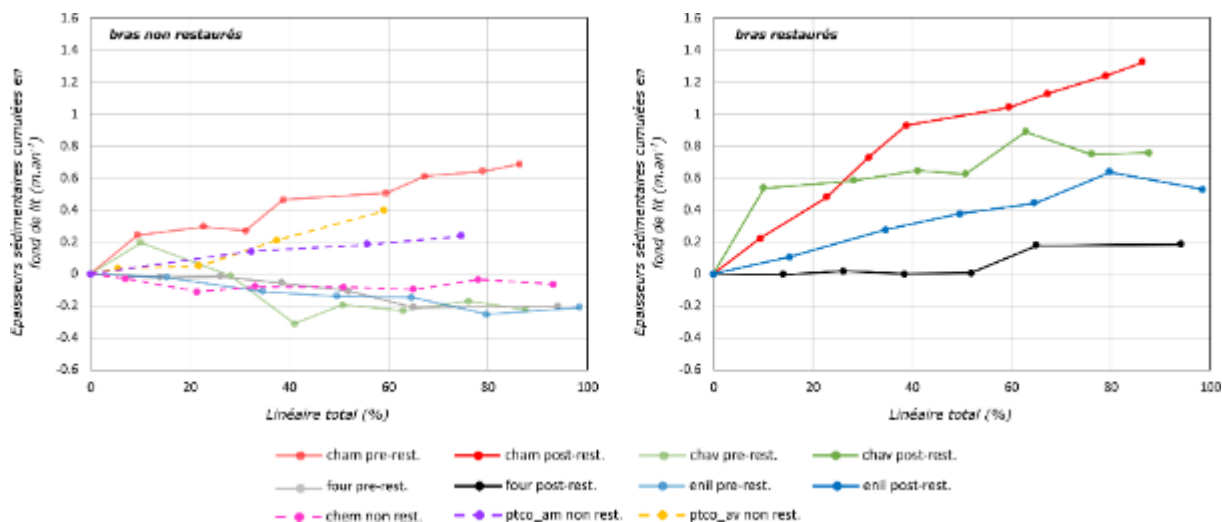 bras non restaurés
Epaisseurs sédimentaires cumulées en
fond de lit (m.an⁻¹)
1.6
1.4
1.2
1
0.8
0.6
0.4
0.2
0
-0.2
-0.4
-0.6
0 20 40 60 80 100
Linéaire total (%)
bras restaurés
Epaisseurs sédimentaires cumulées en
fond de lit (m.an⁻¹)
1.6
1.4
1.2
1
0.8
0.6
0.4
0.2
0
-0.2
-0.4
-0.6
0 20 40 60 80 100
Linéaire total (%)
cham pre-rest. cham post-rest. chav pre-rest. chav post-rest.
four pre-rest. four post-rest. enil pre-rest. enil post-rest.
chem non rest. ptco_am non rest. ptco_av non rest.